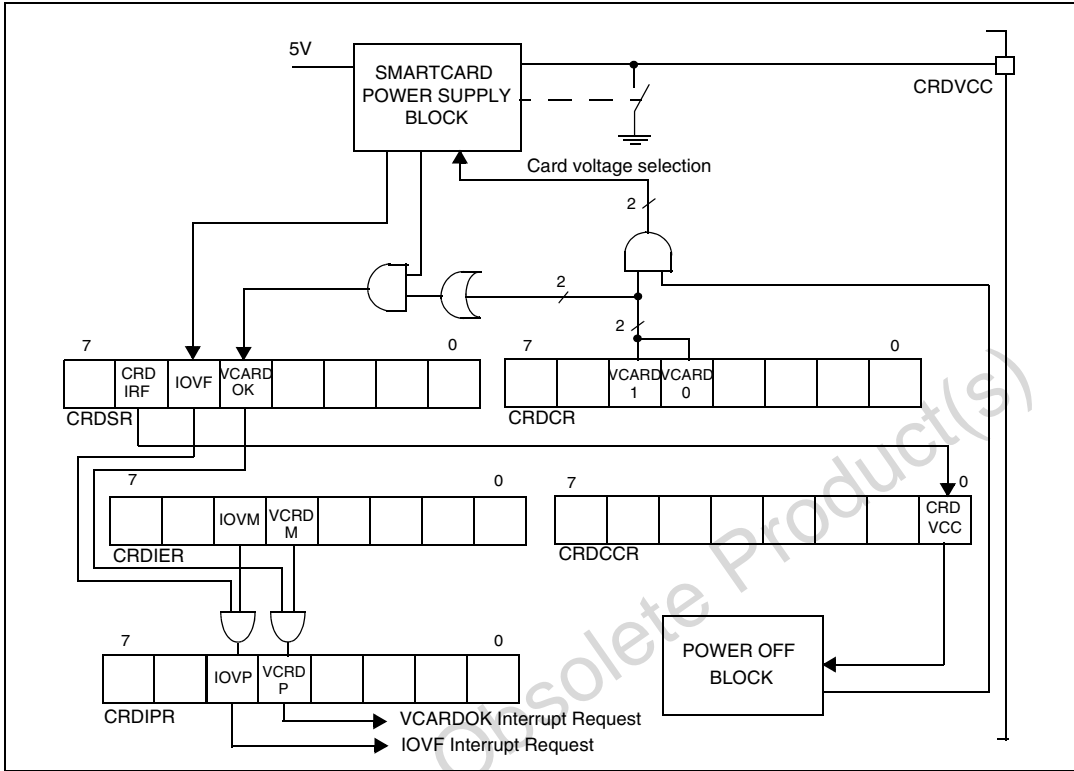 5V
SMARTCARD
POWER SUPPLY
BLOCK
CRDVCC
Card voltage selection
2
2
2
7
0
7
0
CRD
IRF
IOVF
VCARD
OK
VCARD
1
VCARD
0
CRDSR
CRDCR
7
0
7
0
IOVM
VCRD
M
CRD
VCC
CRDIER
CRDCCR
7
0
IOVP
VCRD
P
POWER OFF
BLOCK
CRDIPR
VCARDOK Interrupt Request
IOVF Interrupt Request
Obsolete Product(s)